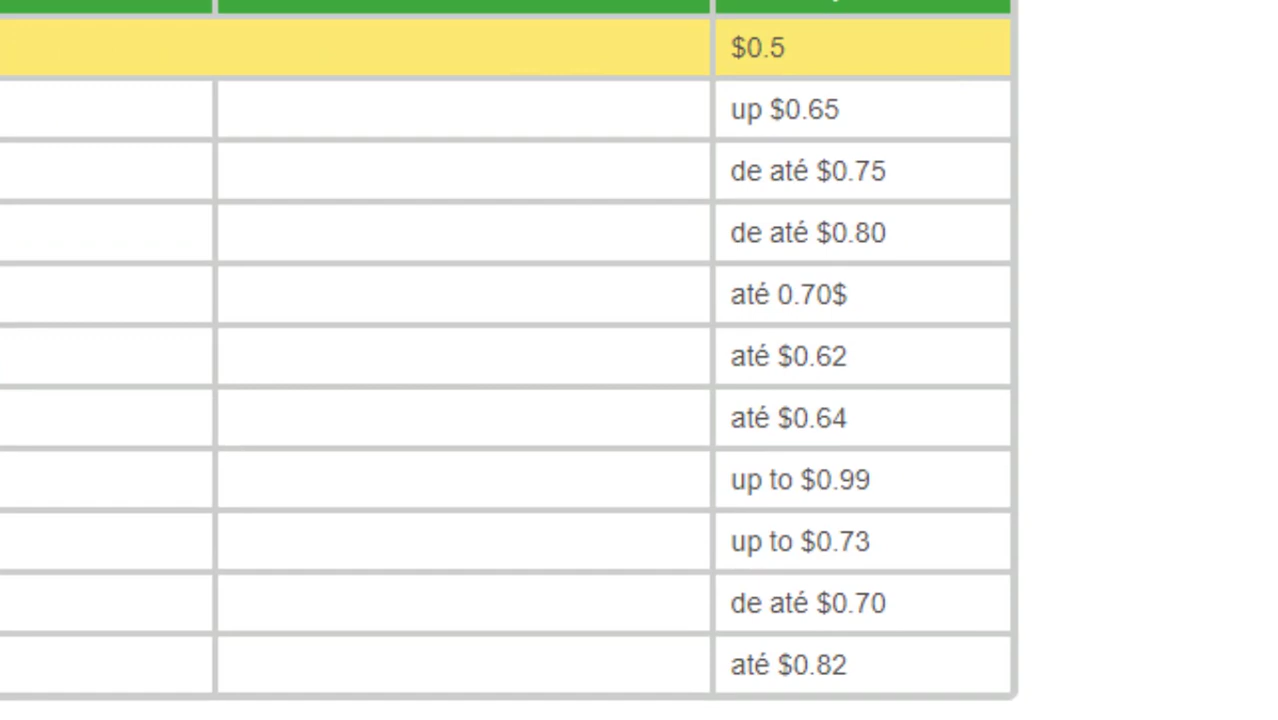 $0.5
up $0.65
de até $0.75
de até $0.80
até 0.70$
até $0.62
até $0.64
up to $0.99
up to $0.73
de até $0.70
até $0.82